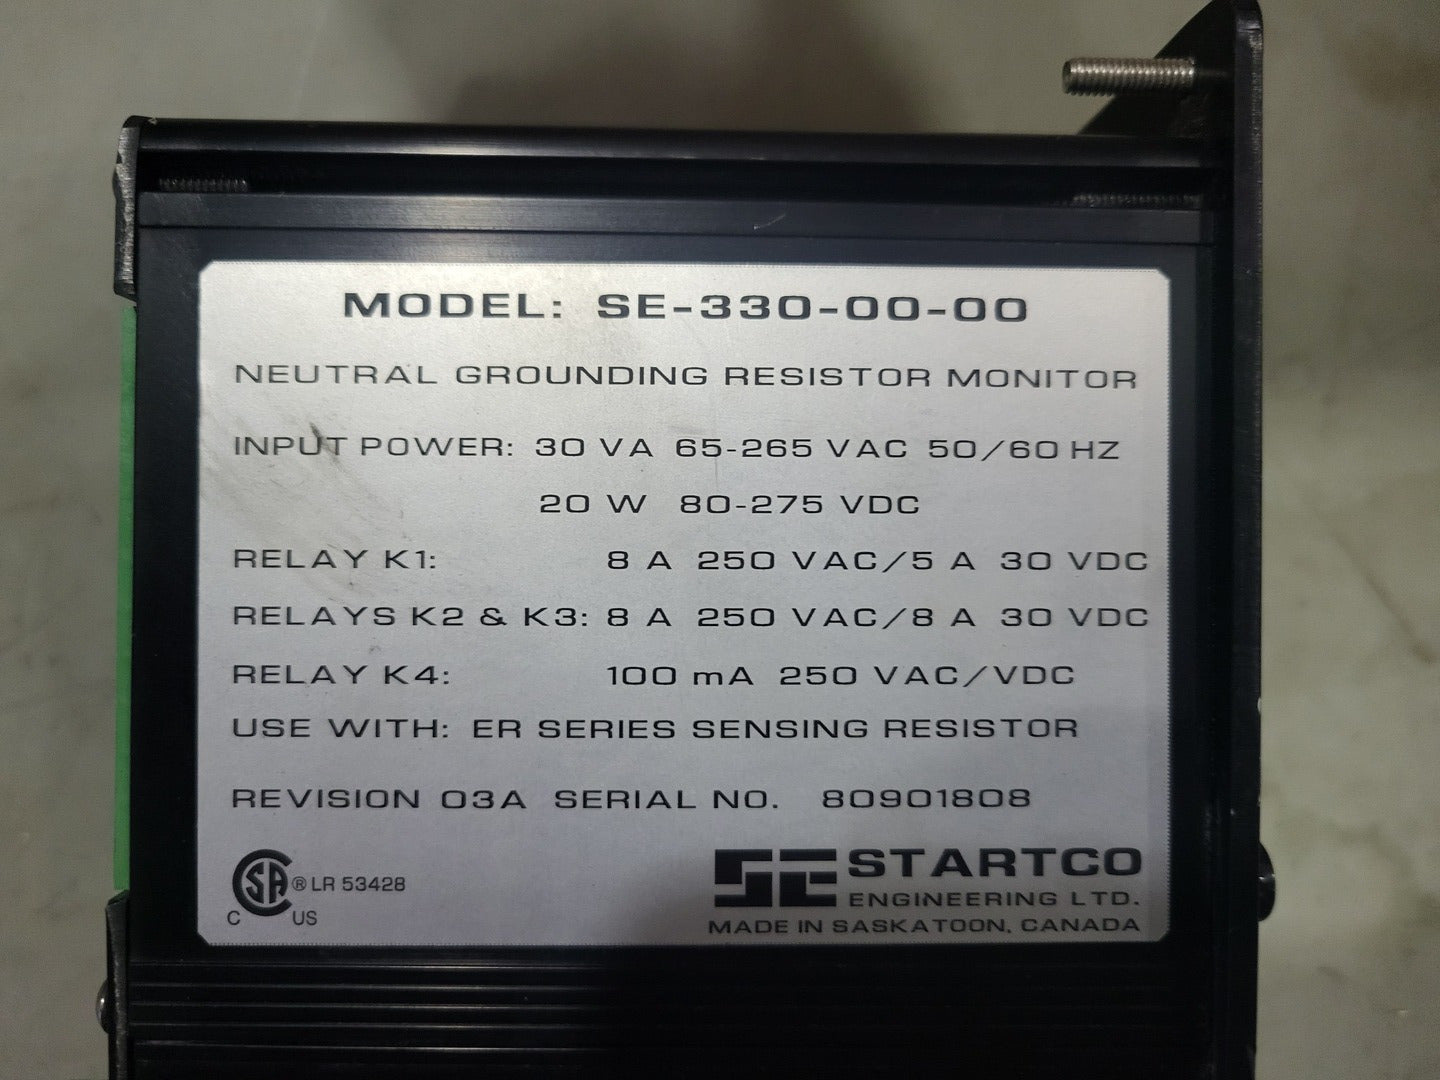 MODEL: SE-330-00-00
NEUTRAL GROUNDING RESISTOR MONITOR
INPUT POWER: 30 VA 65-265 VAC 50/60 HZ
20 W 80-275 VDC
RELAY K1: 8 A 250 VAC/5 A 30 VDC
RELAYS K2 & K3: 8 A 250 VAC/8 A 30 VDC
RELAY K4: 100 mA 250 VAC/VDC
USE WITH: ER SERIES SENSING RESISTOR
REVISION 03A SERIAL NO. 80901808
SA ® LR 53428
C US
SE STARTCO
ENGINEERING LTD.
MADE IN SASKATOON, CANADA